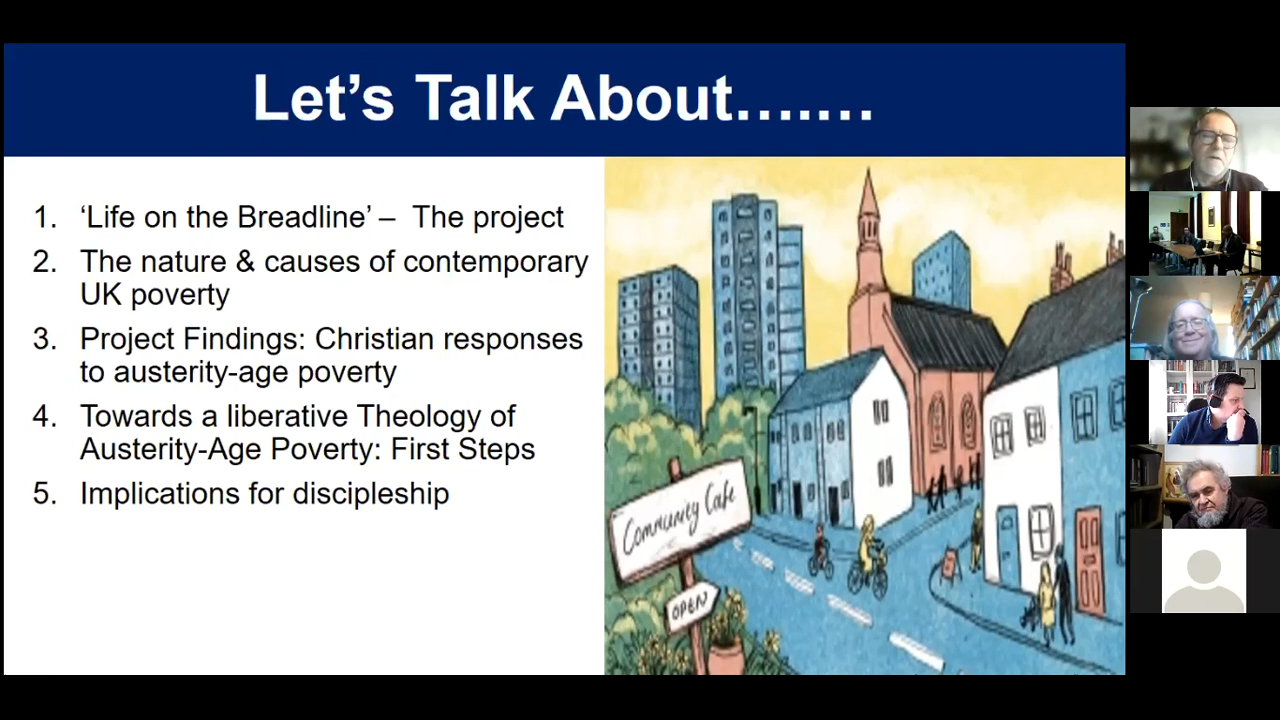 Let’s Talk About….…
1. ‘Life on the Breadline’ – The project
2. The nature & causes of contemporary
UK poverty
3. Project Findings: Christian responses
to austerity-age poverty
4. Towards a liberative Theology of
Austerity-Age Poverty: First Steps
5. Implications for discipleship
Community Cafe
OPEN